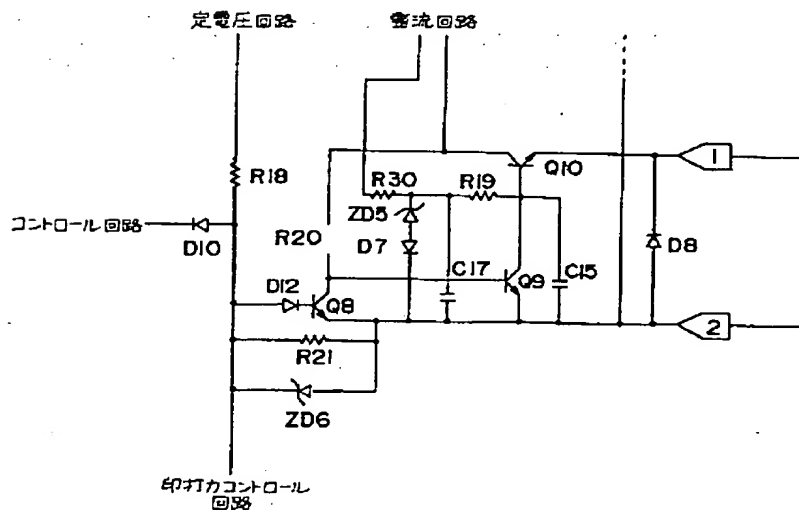 定電圧回路
整流回路
1
Q10
R18
R30
R19
ZD5
コントロール回路
D10
R20
D7
D8
D12
Q8
C17
Q9
C15
2
R21
ZD6
印打力コントロール
回路